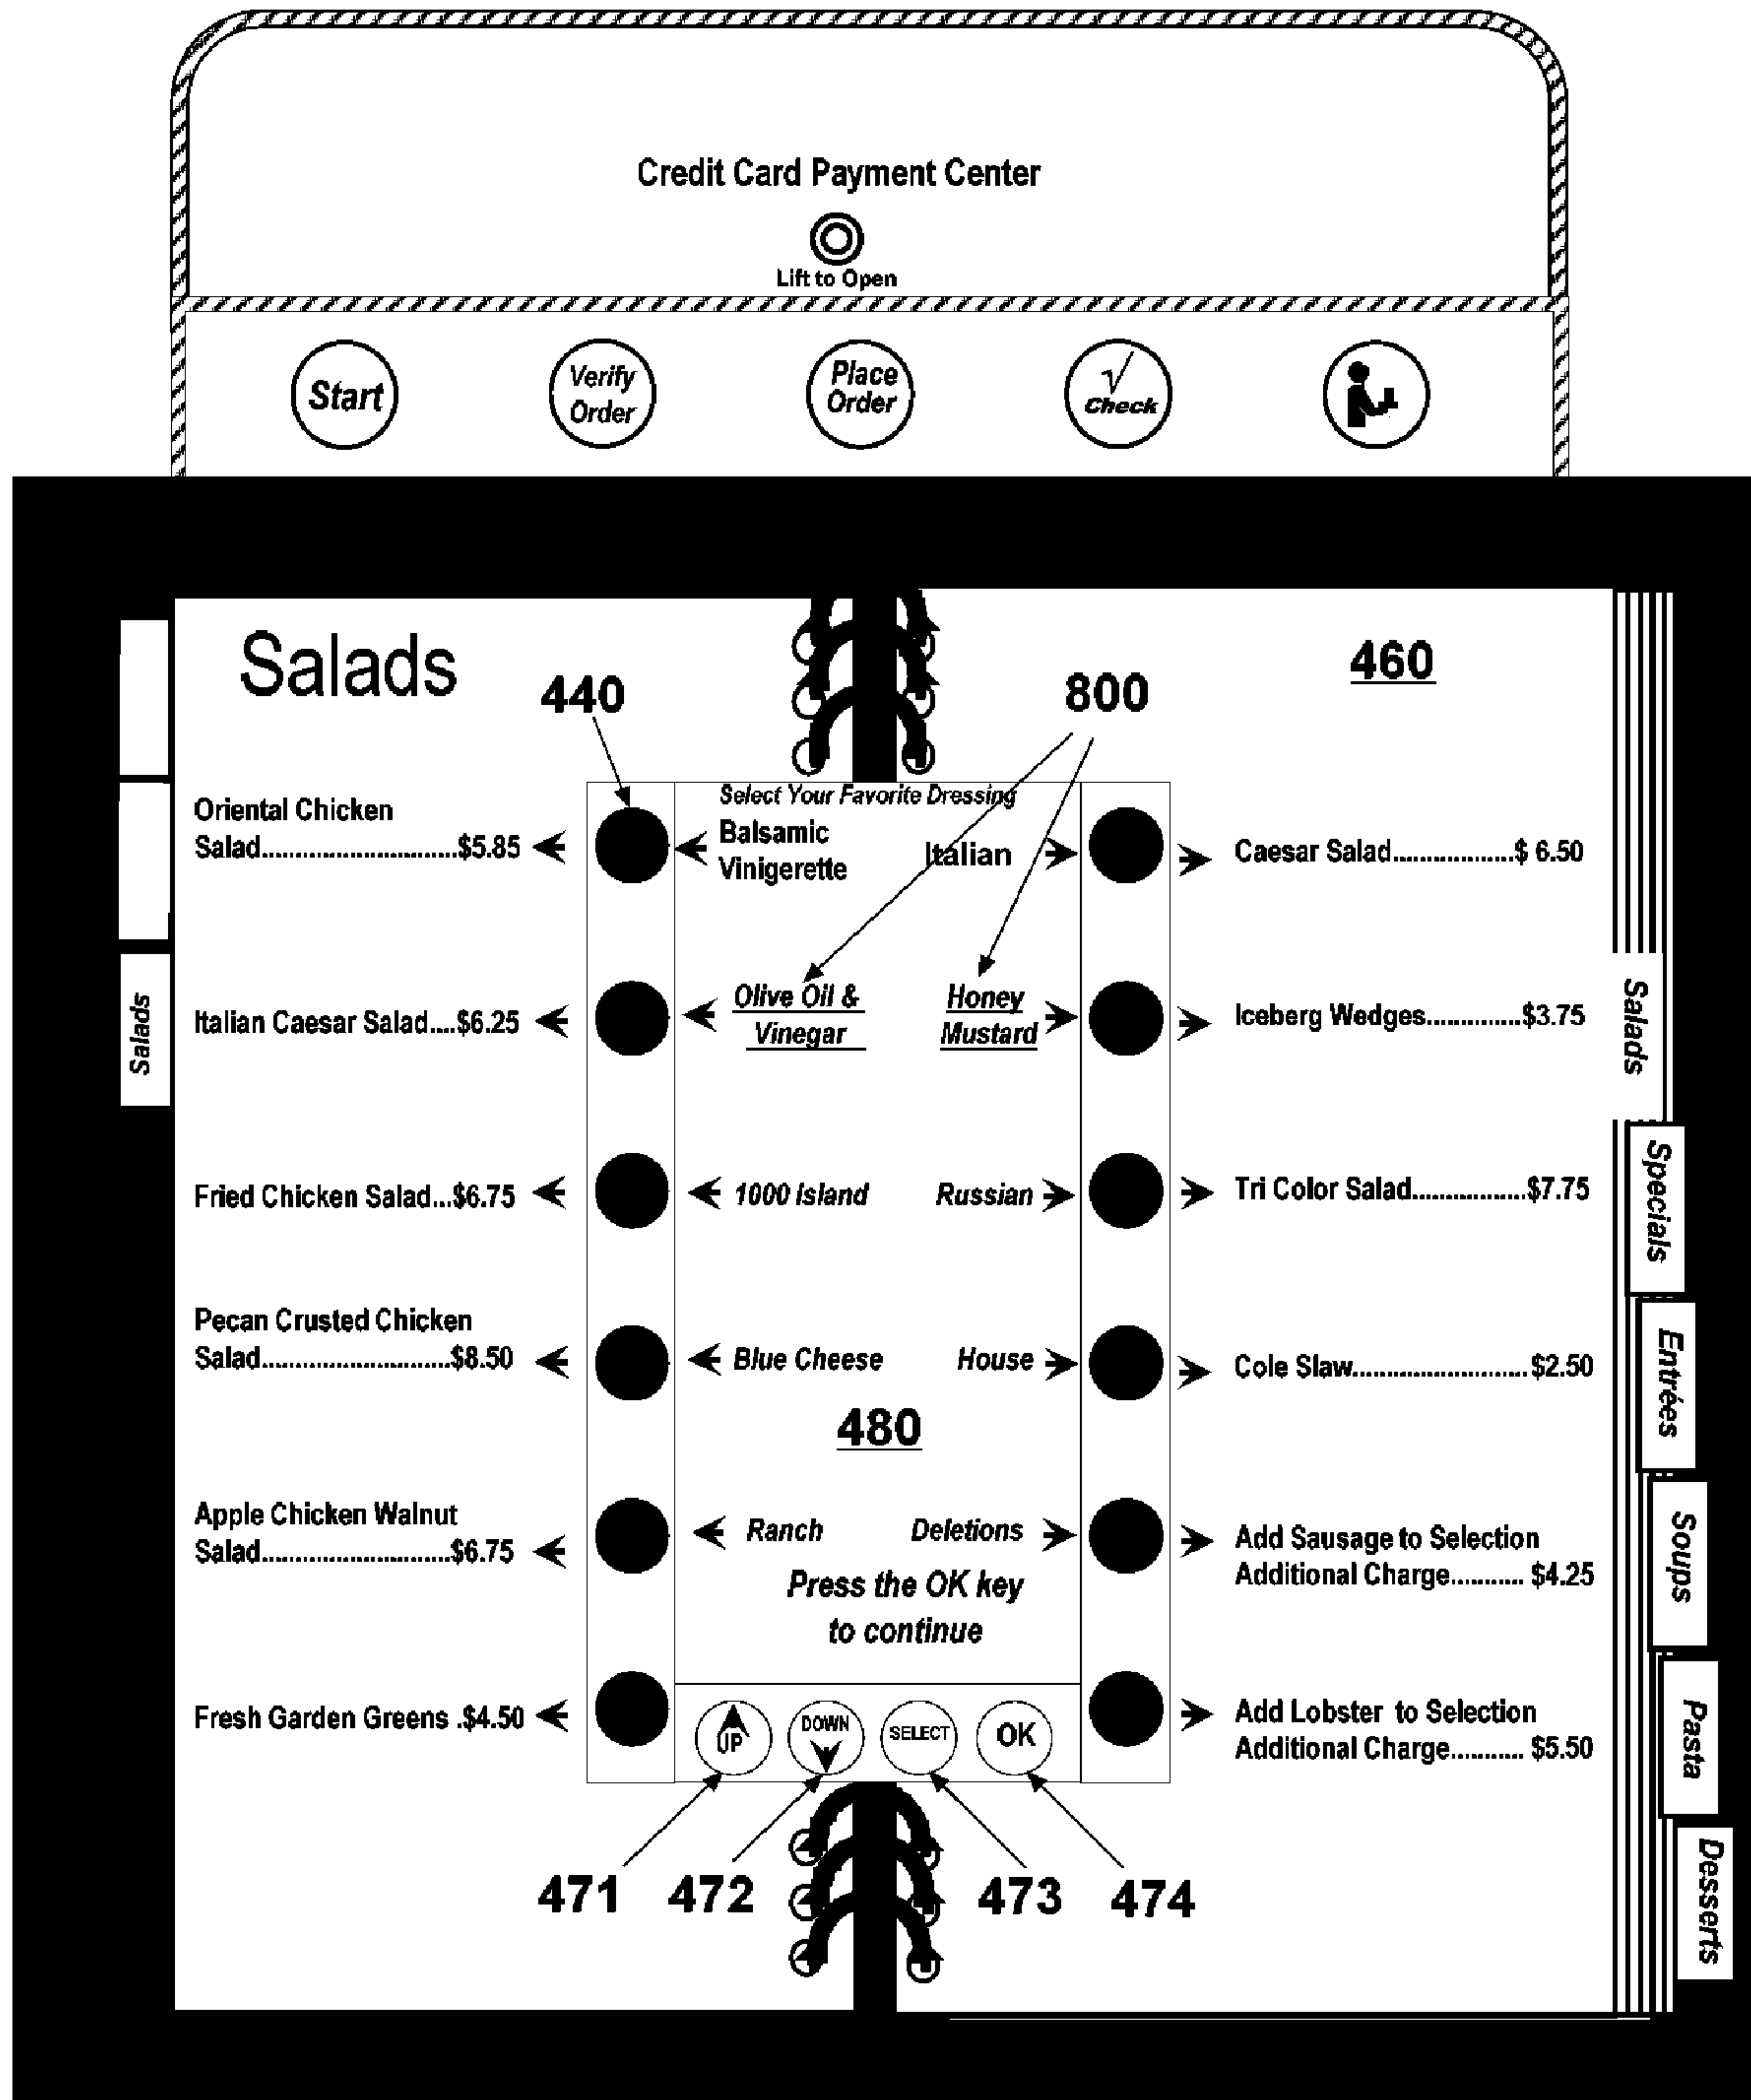 Credit Card Payment Center
Lift to Open
Start
Verify
Order
Place
Order
√
Check
Salads
440
800
460
Select Your Favorite Dressing
Oriental Chicken
Salad.............................$5.85
Balsamic
Vinigerette
Italian
Caesar Salad..................$ 6.50
Salads
Italian Caesar Salad....$6.25
Olive Oil &
Vinegar
Honey
Mustard
Iceberg Wedges..............$3.75
Salads
Fried Chicken Salad...$6.75
1000 Island
Russian
Tri Color Salad.................$7.75
Specials
Pecan Crusted Chicken
Salad............................$8.50
Blue Cheese
House
Cole Slaw..........................$2.50
Entrées
480
Apple Chicken Walnut
Salad............................$6.75
Ranch
Deletions
Add Sausage to Selection
Additional Charge........... $4.25
Soups
Press the OK key
to continue
Fresh Garden Greens .$4.50
UP
DOWN
SELECT
OK
Add Lobster to Selection
Additional Charge........... $5.50
Pasta
471
472
473
474
Desserts